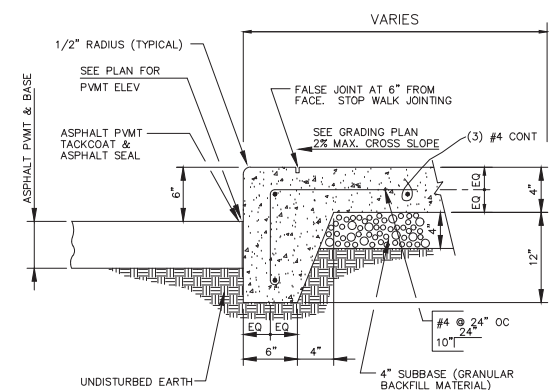 VARIES
1/2" RADIUS (TYPICAL)
SEE PLAN FOR
PVMT ELEV
FALSE JOINT AT 6" FROM
FACE. STOP WALK JOINTING.
ASPHALT PVMT & BASE
ASPHALT PVMT
TACKCOAT &
ASPHALT SEAL
SEE GRADING PLAN
2% MAX. CROSS SLOPE
(3) #4 CONT
6"
EQ
EQ
4"
4"
12"
EQ
EQ
6"
4"
#4 @ 24" OC
24"
10"
UNDISTURBED EARTH
4" SUBBASE (GRANULAR
BACKFILL MATERIAL)